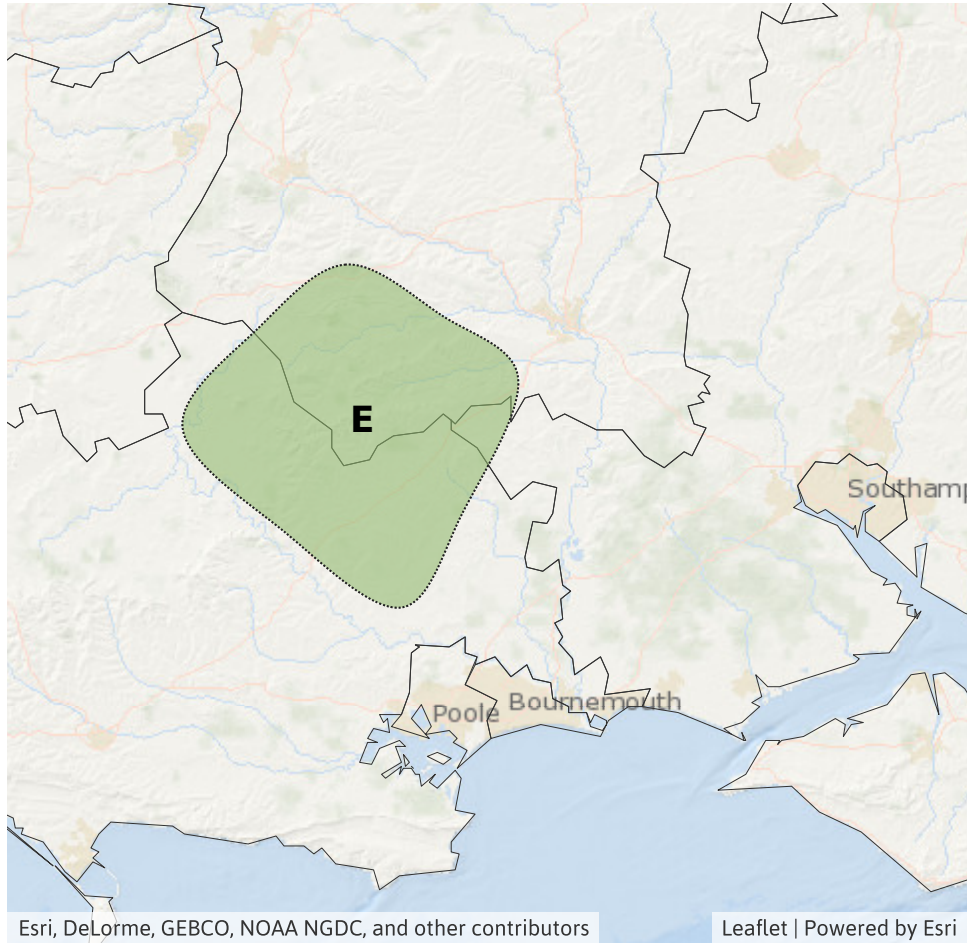 E
Southamp
Bournemouth
Poole
Esri, DeLorme, GEBCO, NOAA NGDC, and other contributors
Leaflet | Powered by Esri